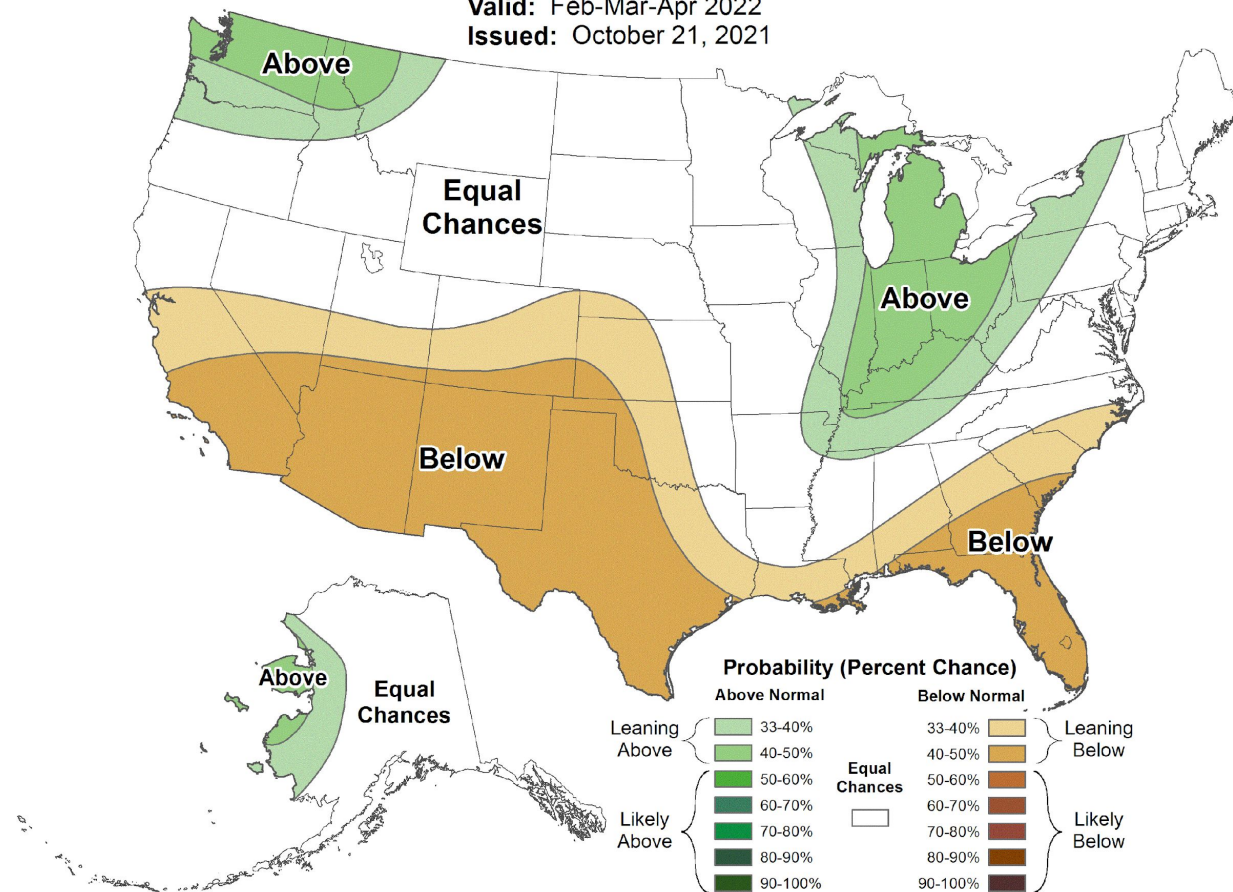 Valid: Feb-Mar-Apr 2022
Issued: October 21, 2021
Above
Equal
Chances
Above
Below
Below
Above
Equal
Chances
Probability (Percent Chance)
Above Normal
Below Normal
Leaning
Above
33-40%
40-50%
50-60%
60-70%
70-80%
80-90%
90-100%
Likely
Above
Equal
Chances
33-40%
40-50%
50-60%
60-70%
70-80%
80-90%
90-100%
Leaning
Below
Likely
Below